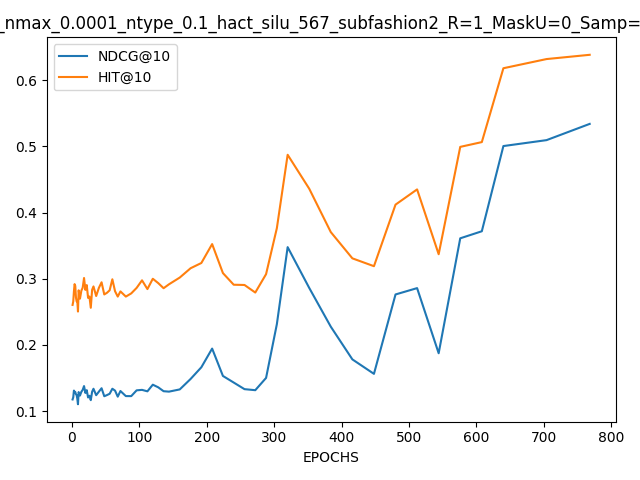 _nmax_0.0001_ntype_0.1_hact_silu_567_subfashion2_R=1_MaskU=0_Samp=
NDCG@10
HIT@10
0.6
0.5
0.4
0.3
0.2
0.1
0 100 200 300 400 500 600 700 800
EPOCHS